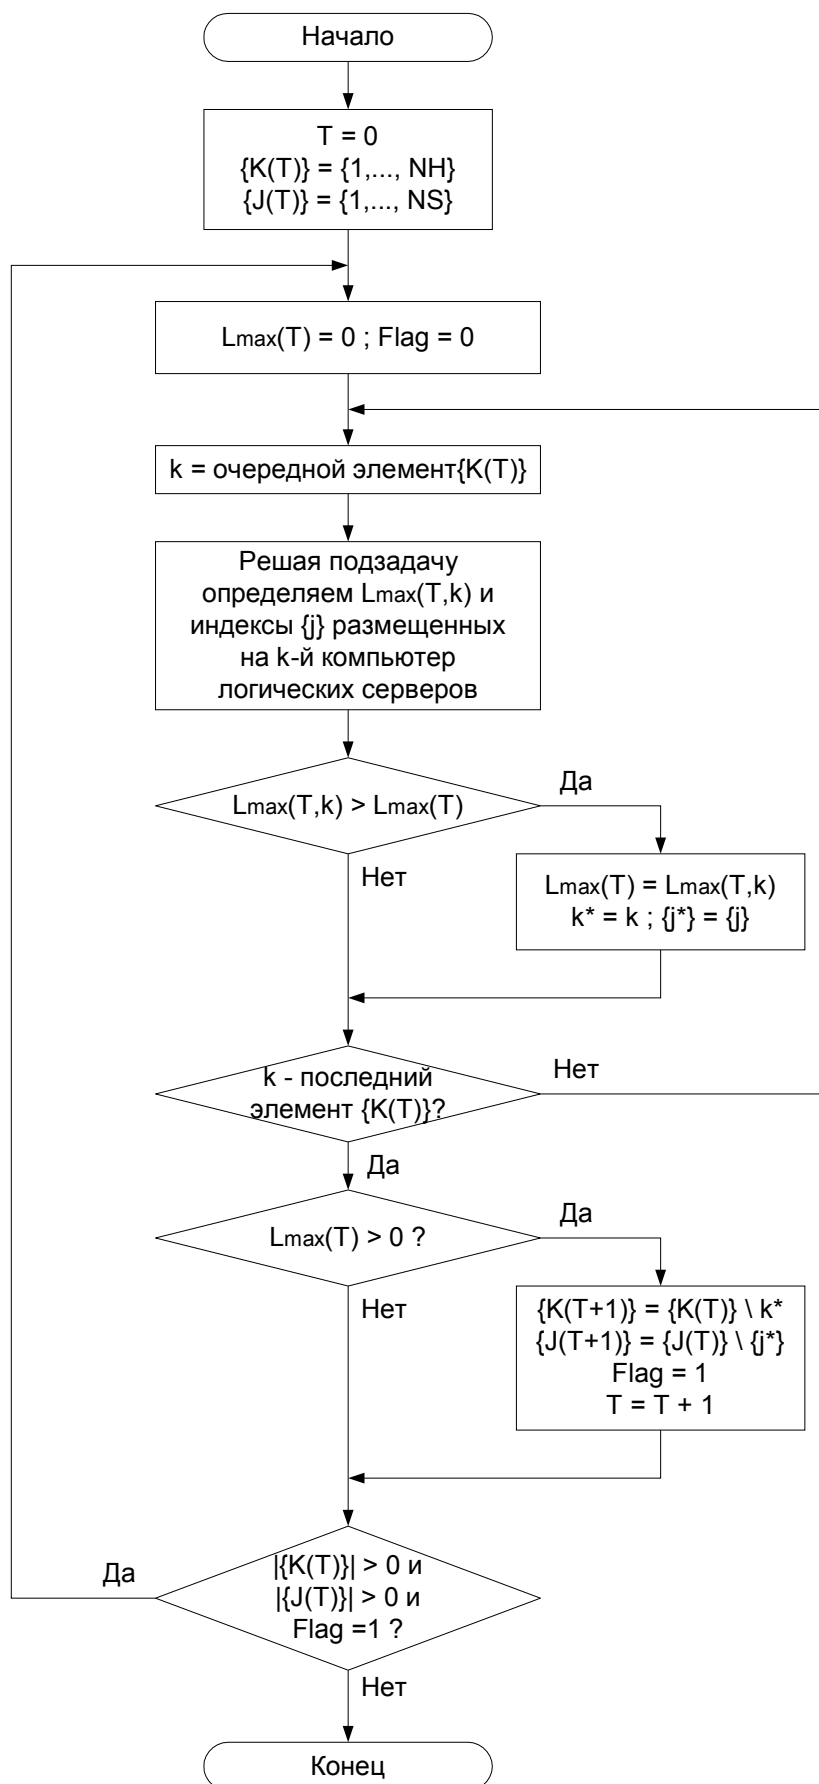 Начало
T = 0
{K(T)} = {1,..., NH}
{J(T)} = {1,..., NS}
Lmax(T) = 0 ; Flag = 0
k = очередной элемент{K(T)}
Решая подзадачу
определяем Lmax(T,k) и
индексы {j} размещенных
на k-й компьютер
логических серверов
Lmax(T,k) > Lmax(T)
Да
Нет
Lmax(T) = Lmax(T,k)
k* = k ; {j*} = {j}
k - последний
элемент {K(T)}?
Нет
Да
Lmax(T) > 0 ?
Да
Нет
{K(T+1)} = {K(T)} \ k*
{J(T+1)} = {J(T)} \ {j*}
Flag = 1
T = T + 1
|{K(T)}| > 0 и
|{J(T)}| > 0 и
Flag =1 ?
Да
Нет
Конец